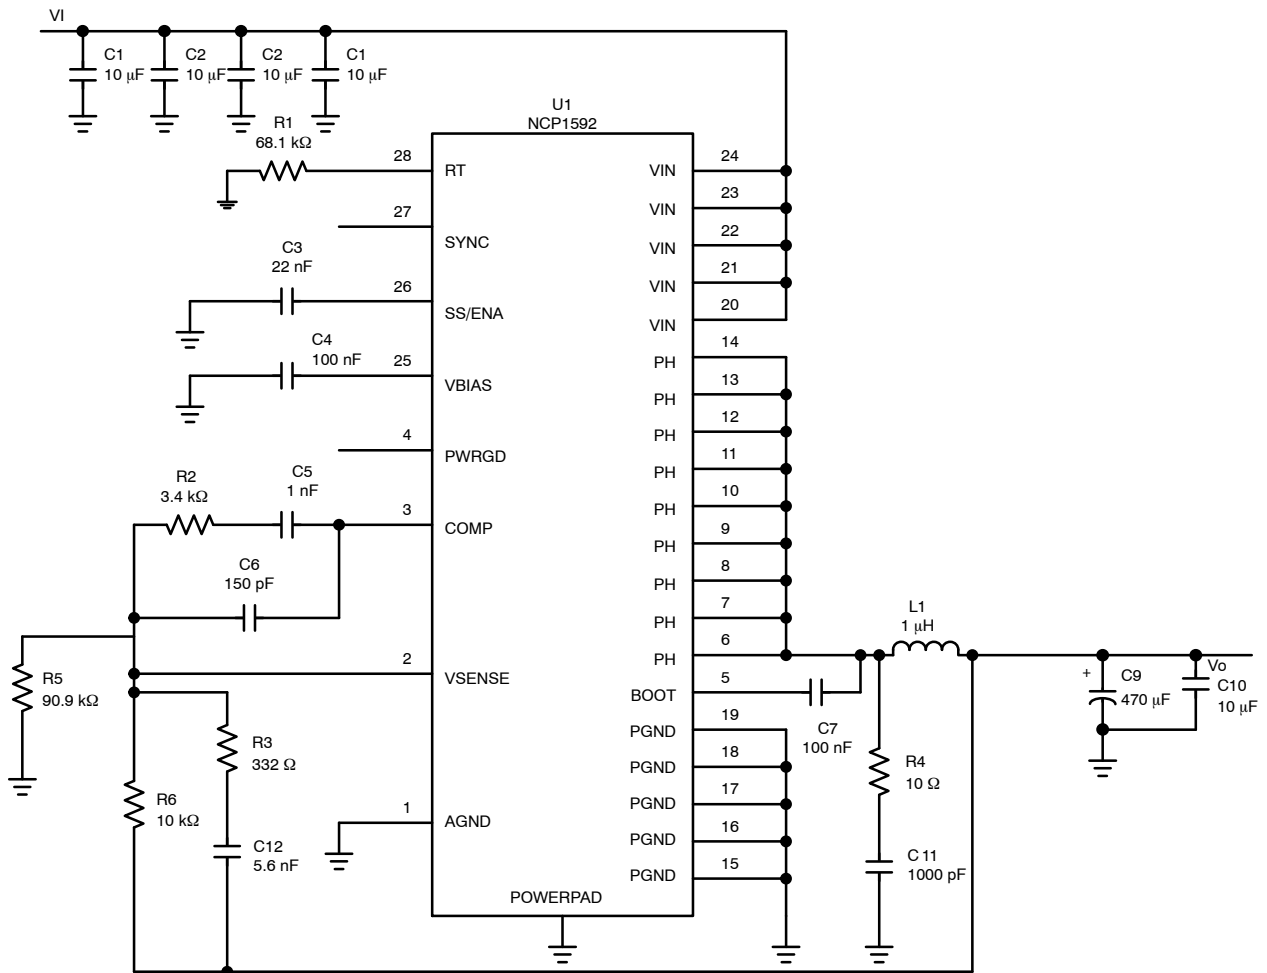 VI
C1
10 µF
C2
10 µF
C2
10 µF
C1
10 µF
R1
68.1 kΩ
U1
NCP1592
28
RT
27
SYNC
C3
22 nF
26
SS/ENA
C4
100 nF
25
VBIAS
4
PWRGD
R2
3.4 kΩ
C5
1 nF
3
COMP
C6
150 pF
2
VSENSE
R5
90.9 kΩ
R3
332 Ω
R6
10 kΩ
C12
5.6 nF
1
AGND
POWERPAD
24
VIN
23
VIN
22
VIN
21
VIN
20
VIN
14
PH
13
PH
12
PH
11
PH
10
PH
9
PH
8
PH
7
PH
6
PH
5
BOOT
19
PGND
18
PGND
17
PGND
16
PGND
15
PGND
L1
1 µH
C7
100 nF
R4
10 Ω
C 11
1000 pF
+
C9
470 µF
Vo
C10
10 µF